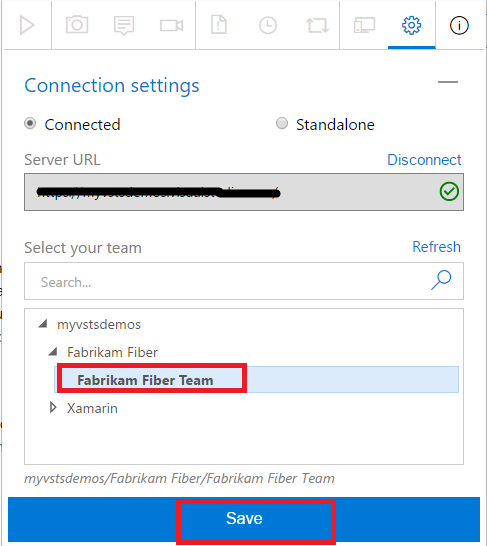 Connection settings
Connected
Standalone
Server URL
Disconnect
Select your team
Refresh
Search...
myvstsdemos
Fabrikam Fiber
Fabrikam Fiber Team
Xamarin
myvstsdemos/Fabrikam Fiber/Fabrikam Fiber Team
Save